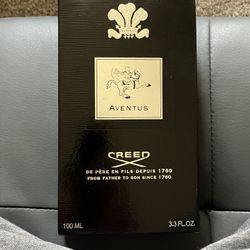 AVENTUS
CREED
DE PÈRE EN FILS DEPUIS 1760
FROM FATHER TO SON SINCE 1760
100 ML 3.3 FL.OZ.